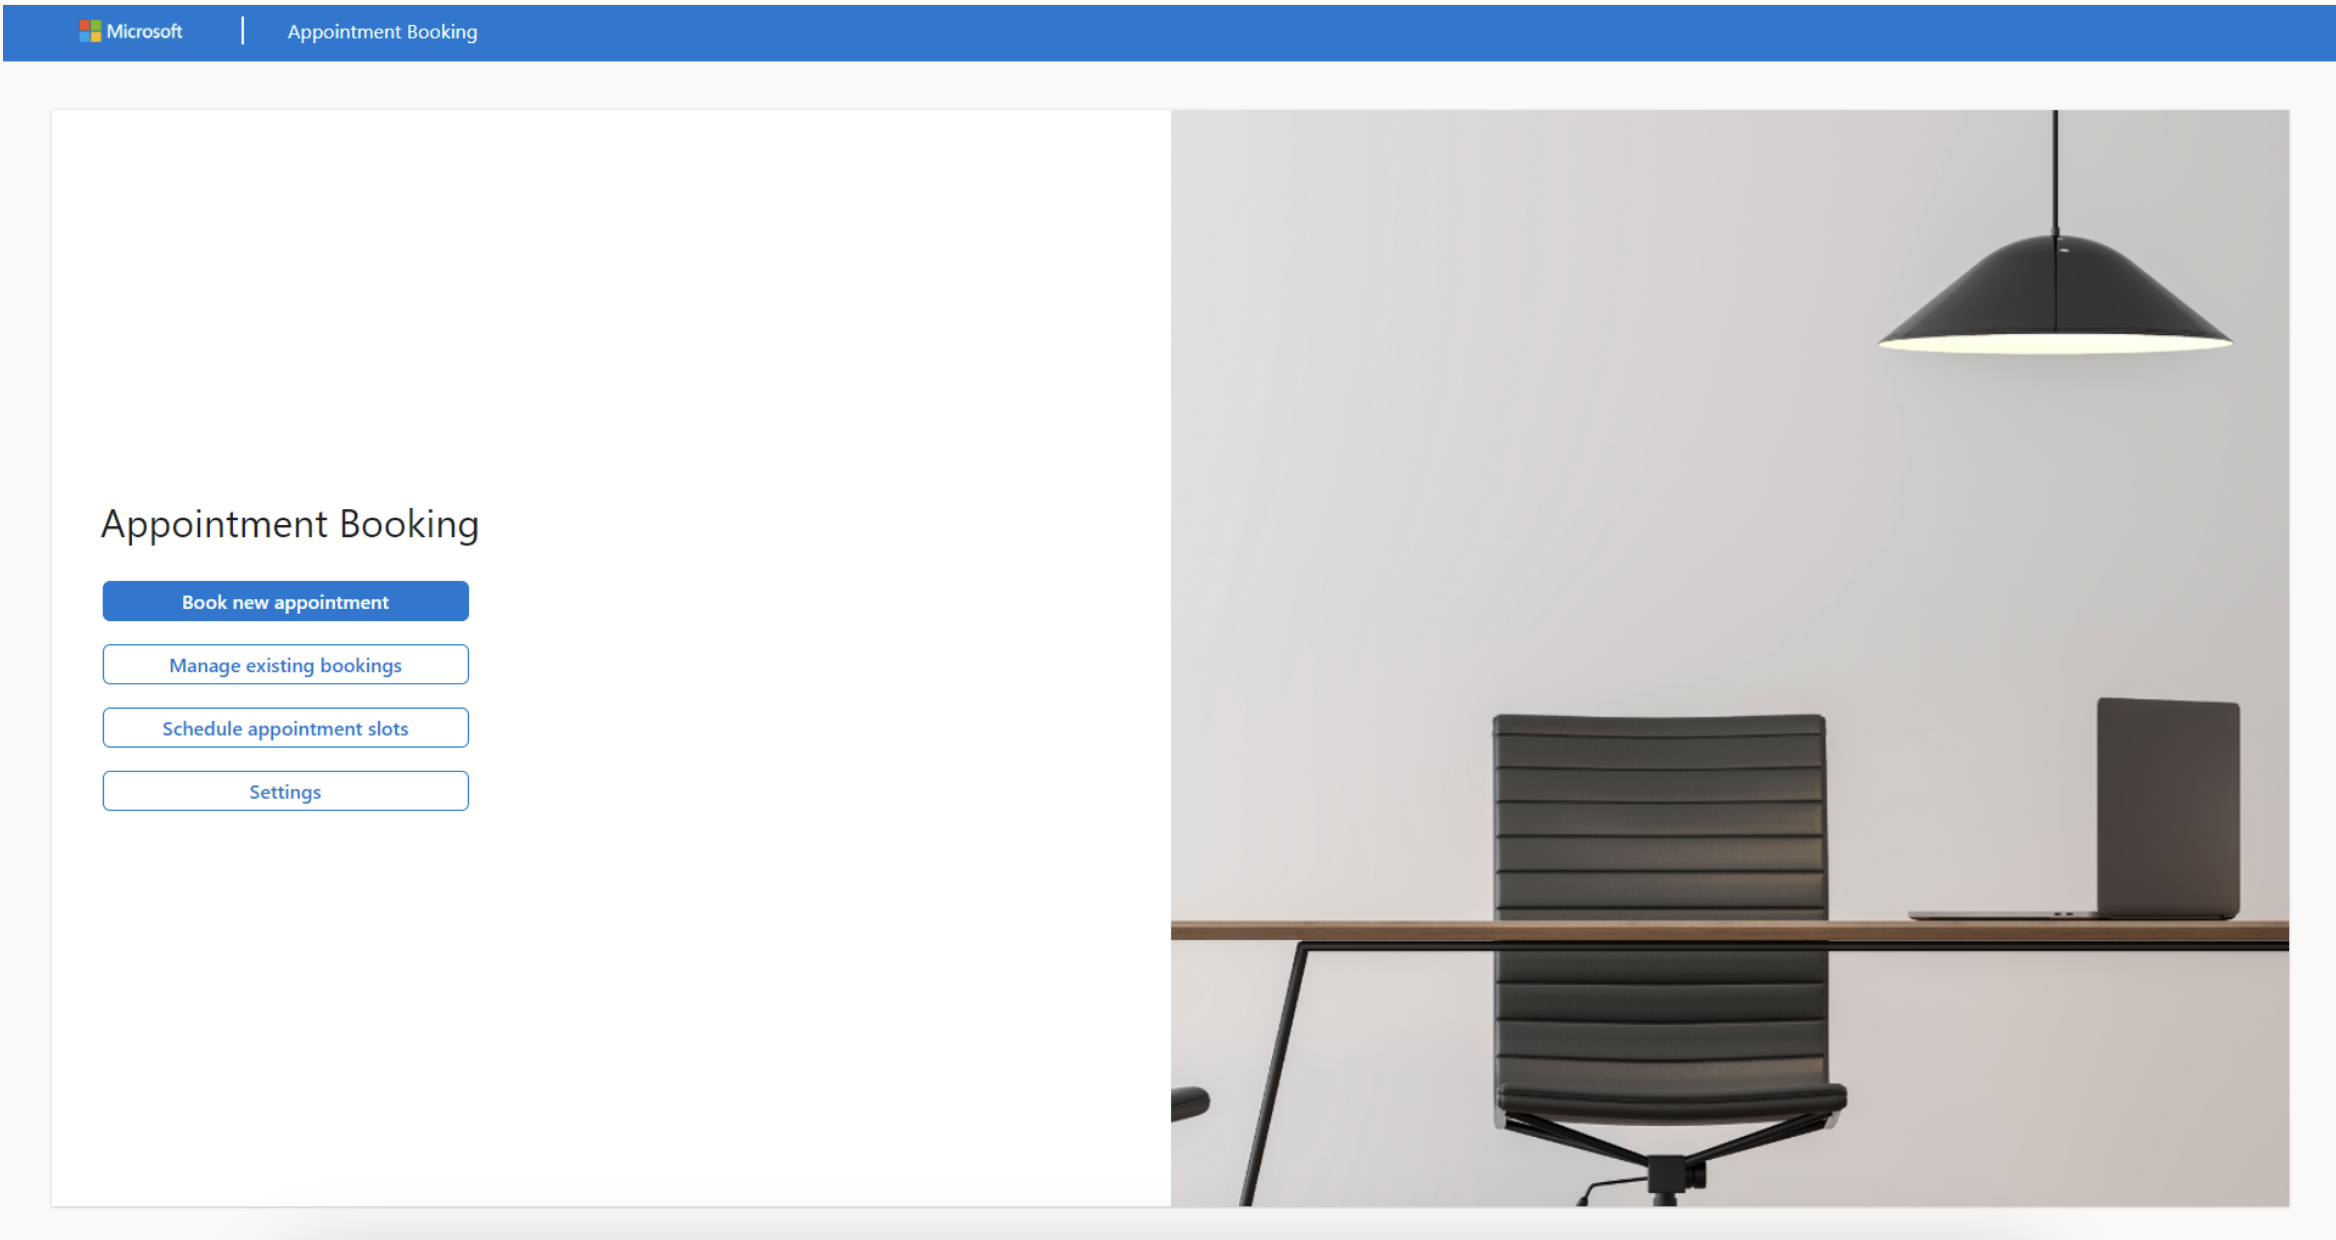 Microsoft
Appointment Booking
Appointment Booking
Book new appointment
Manage existing bookings
Schedule appointment slots
Settings